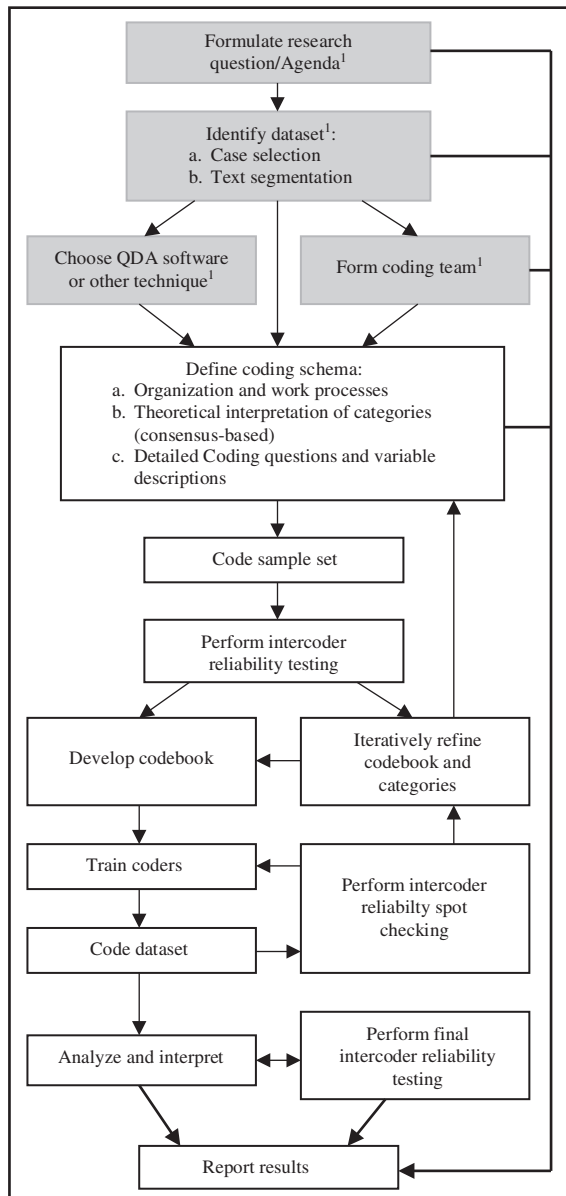 Formulate research
question/Agenda¹
Identify dataset¹:
a. Case selection
b. Text segmentation
Choose QDA software
or other technique¹
Form coding team¹
Define coding schema:
a. Organization and work processes
b. Theoretical interpretation of categories
(consensus-based)
c. Detailed Coding questions and variable
descriptions
Code sample set
Perform intercoder
reliability testing
Develop codebook
Iteratively refine
codebook and
categories
Train coders
Perform intercoder
reliabilty spot
checking
Code dataset
Analyze and interpret
Perform final
intercoder reliability
testing
Report results